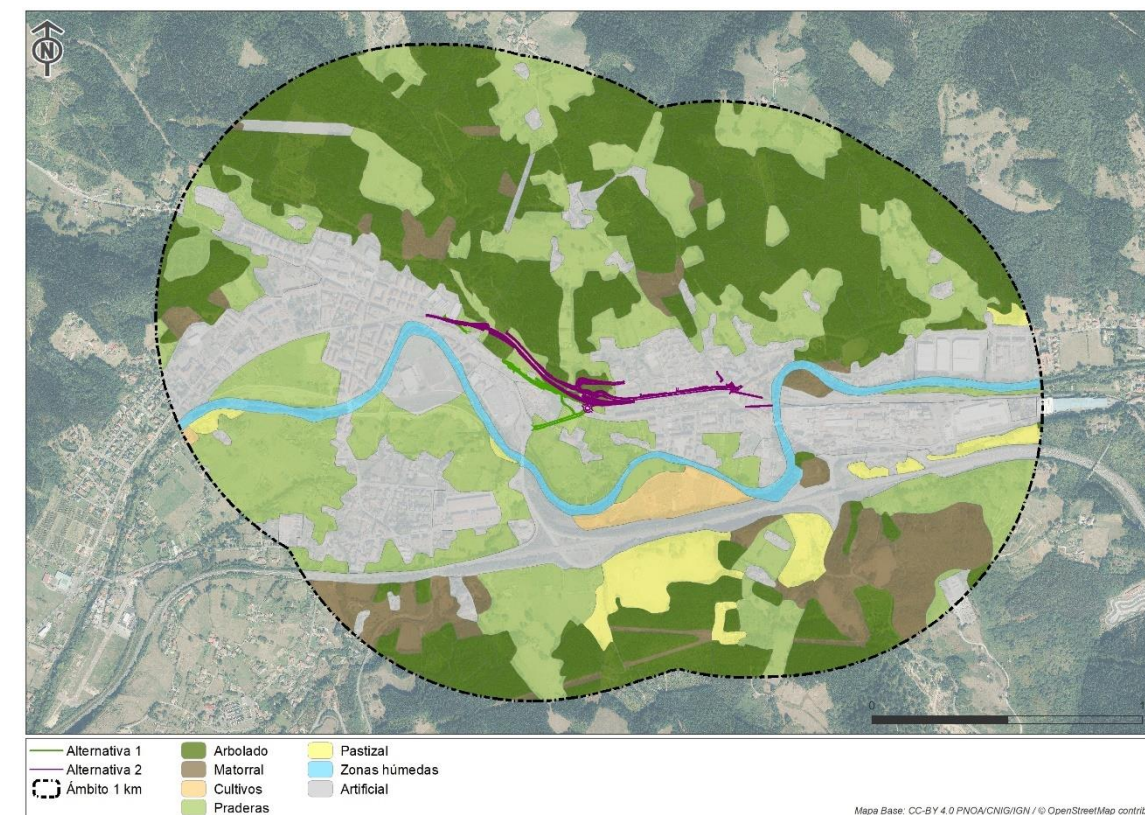 N
0
Alternativa 1
Alternativa 2
Ámbito 1 km
Arbolado
Matorral
Cultivos
Praderas
Pastizal
Zonas húmedas
Artificial
Mapa Base: CC-BY 4.0 PNOA/CNIG/IGN / © OpenStreetMap contrib